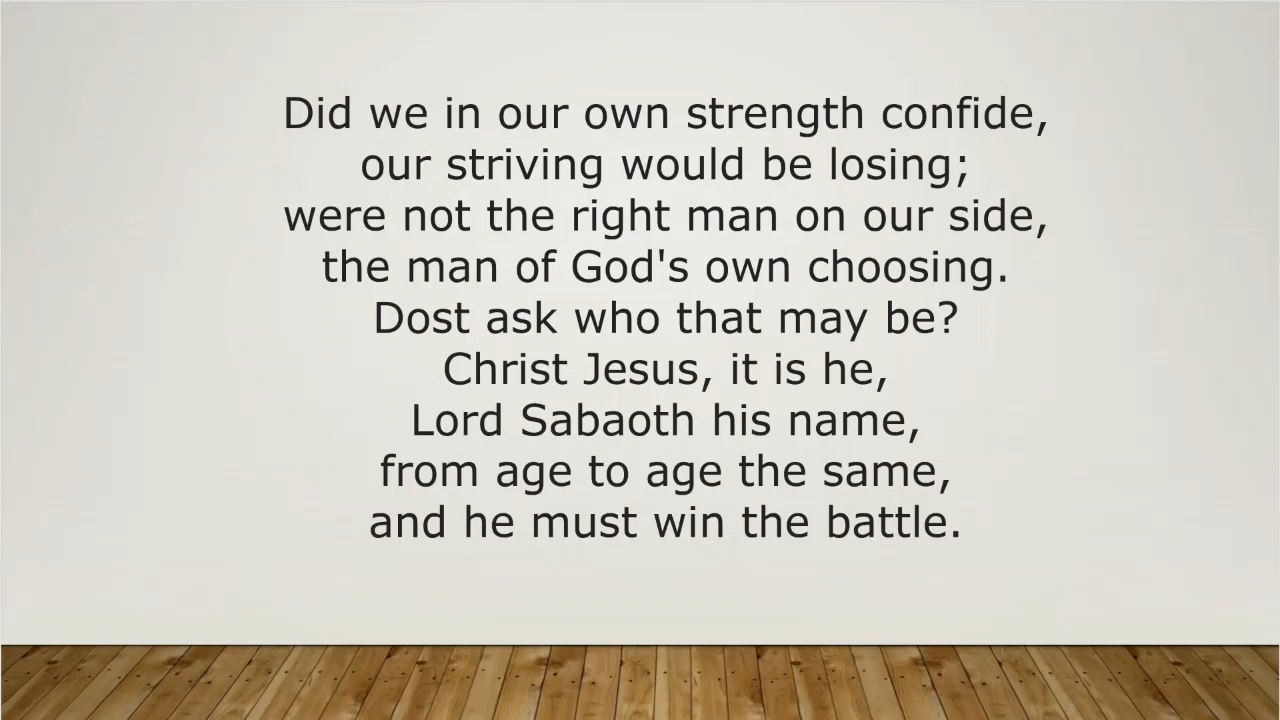 Did we in our own strength confide,
our striving would be losing;
were not the right man on our side,
the man of God's own choosing.
Dost ask who that may be?
Christ Jesus, it is he,
Lord Sabaoth his name,
from age to age the same,
and he must win the battle.